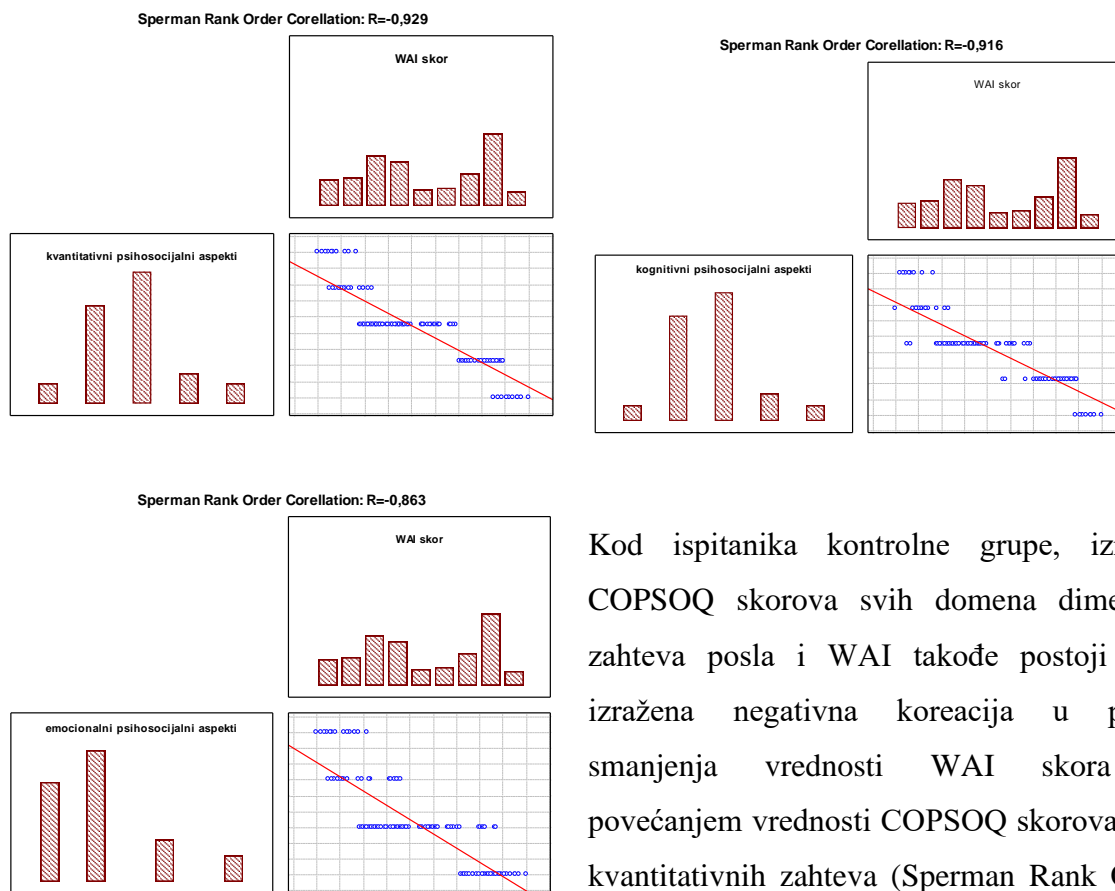 Sperman Rank Order Corellation: R=-0,929
WAI skor
kvantitativni psihosocijalni aspekti
Sperman Rank Order Corellation: R=-0,916
WAI skor
kognitivni psihosocijalni aspekti
Sperman Rank Order Corellation: R=-0,863
WAI skor
emocionalni psihosocijalni aspekti
Kod ispitanika kontrolne grupe,
COPSOQ skorova svih domena
zahteva posla i WAI takođe postoji
izražena negativna koreacija u
smanjenja vrednosti WAI skora
povećanjem vrednosti COPSOQ skorova
kvantitativnih zahteva (Sperman Rank